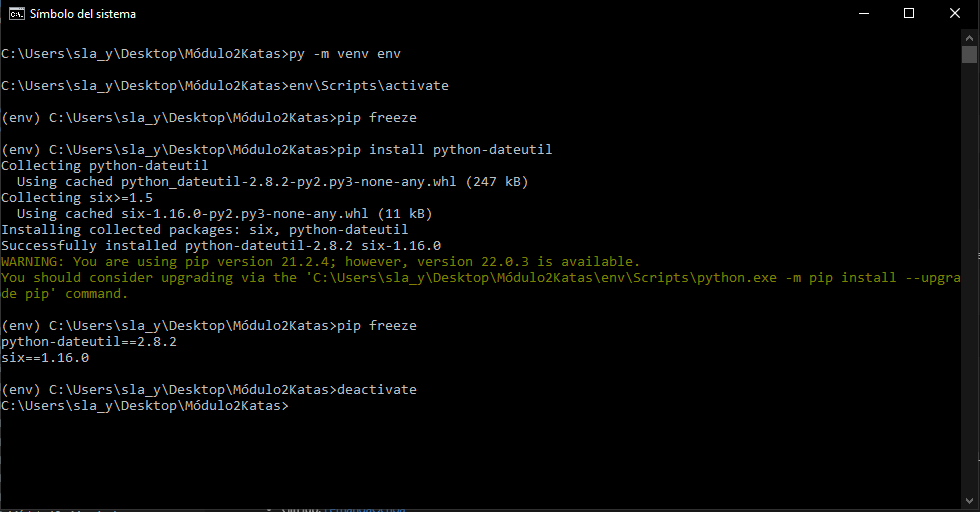 Símbolo del sistema
C:\Users\sla_y\Desktop\Módulo2Katas>py -m venv env
C:\Users\sla_y\Desktop\Módulo2Katas>env\Scripts\activate
(env) C:\Users\sla_y\Desktop\Módulo2Katas>pip freeze
(env) C:\Users\sla_y\Desktop\Módulo2Katas>pip install python-dateutil
Collecting python-dateutil
  Using cached python_dateutil-2.8.2-py2.py3-none-any.whl (247 kB)
Collecting six>=1.5
  Using cached six-1.16.0-py2.py3-none-any.whl (11 kB)
Installing collected packages: six, python-dateutil
Successfully installed python-dateutil-2.8.2 six-1.16.0
WARNING: You are using pip version 21.2.4; however, version 22.0.3 is available.
You should consider upgrading via the 'C:\Users\sla_y\Desktop\Módulo2Katas\env\Scripts\python.exe -m pip install --upgra
de pip' command.
(env) C:\Users\sla_y\Desktop\Módulo2Katas>pip freeze
python-dateutil==2.8.2
six==1.16.0
(env) C:\Users\sla_y\Desktop\Módulo2Katas>deactivate
C:\Users\sla_y\Desktop\Módulo2Katas>